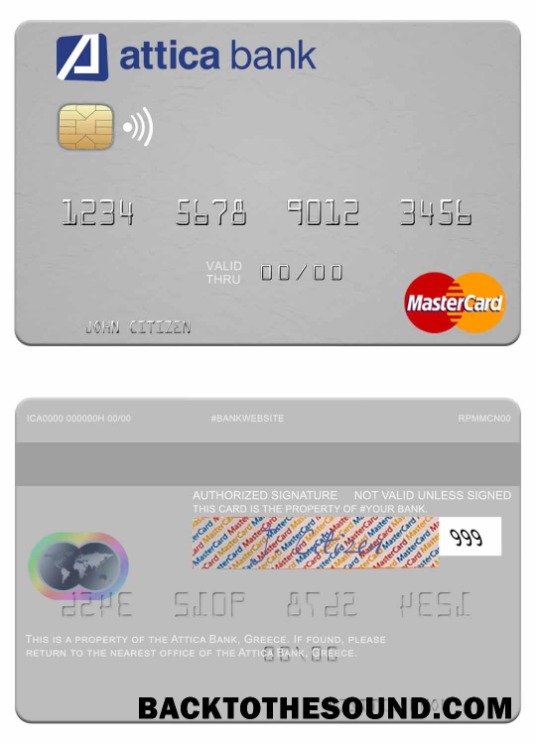 attica bank
1234 5678 9012 3456
VALID THRU 00/00
MasterCard
JOHN CITIZEN
ICA0000 000000H 00/00 #BANKWEBSITE RPMMCN00
AUTHORIZED SIGNATURE NOT VALID UNLESS SIGNED
THIS CARD IS THE PROPERTY OF #YOUR BANK.
MasterCard
999
THIS IS A PROPERTY OF THE ATTICA BANK, GREECE. IF FOUND, PLEASE
RETURN TO THE NEAREST OFFICE OF THE ATTICA BANK, GREECE.
BACKTOTHESOUND.COM